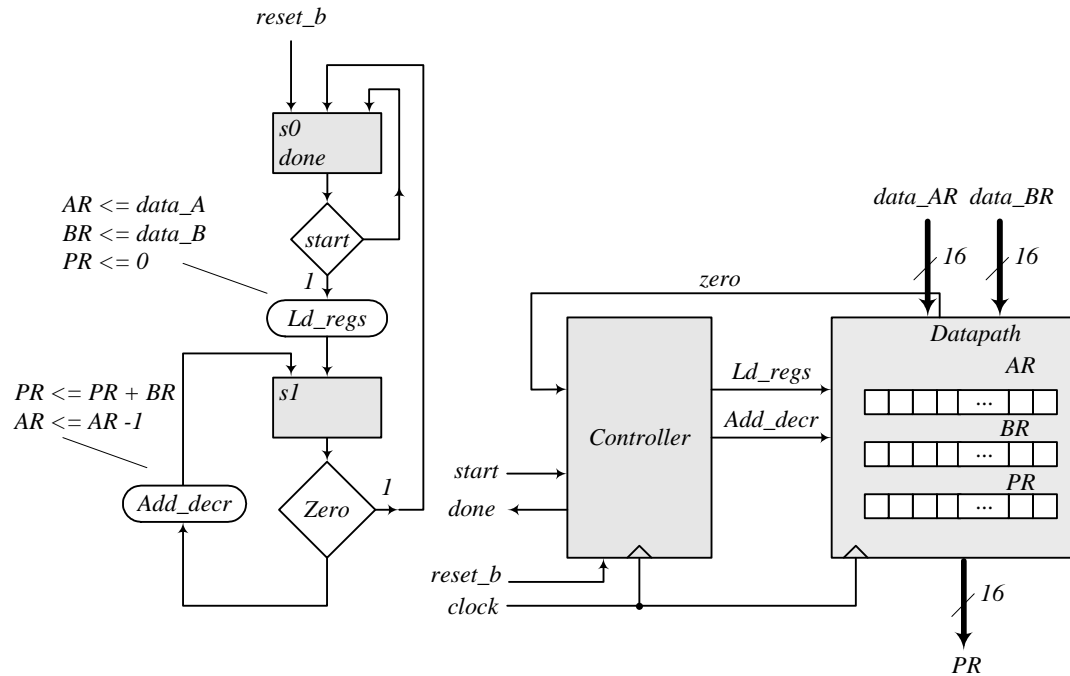 reset_b
s0
done
AR <= data_A
BR <= data_B
PR <= 0
start
1
Ld_regs
s1
PR <= PR + BR
AR <= AR -1
Add_decr
Zero
1
data_AR
data_BR
16
16
zero
Datapath
AR
...
BR
...
PR
...
Controller
Ld_regs
Add_decr
start
done
reset_b
clock
16
PR